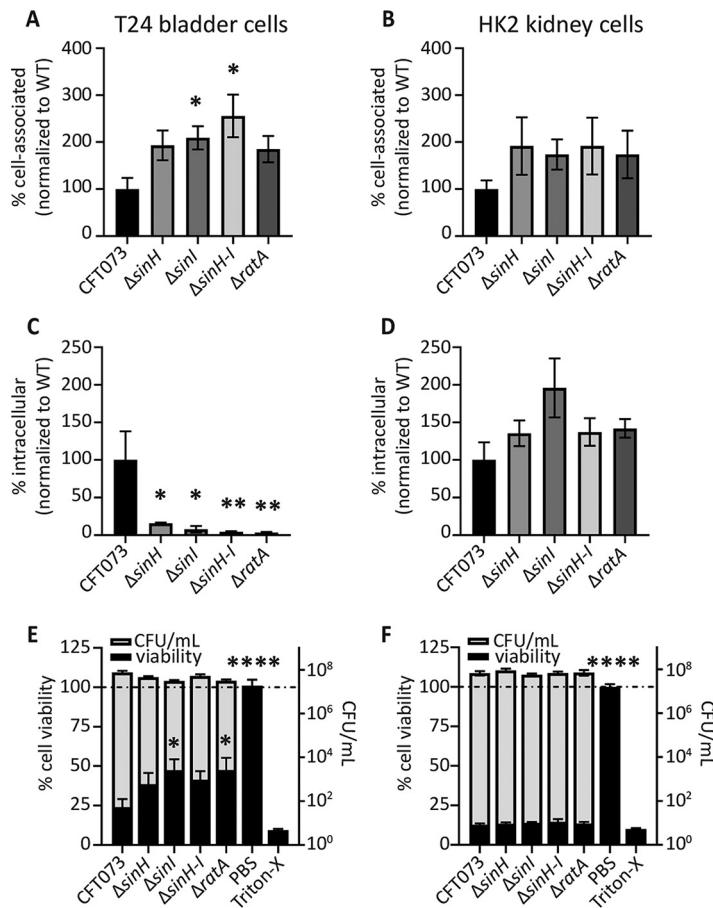 A T24 bladder cells
% cell-associated
(normalized to WT)
400
300
200
100
0
*
*
CFT073
ΔsinH
ΔsinI
ΔsinH-I
ΔratA
B HK2 kidney cells
% cell-associated
(normalized to WT)
400
300
200
100
0
CFT073
ΔsinH
ΔsinI
ΔsinH-I
ΔratA
C
% intracellular
(normalized to WT)
250
200
150
100
50
0
*
*
**
**
CFT073
ΔsinH
ΔsinI
ΔsinH-I
ΔratA
D
% intracellular
(normalized to WT)
250
200
150
100
50
0
CFT073
ΔsinH
ΔsinI
ΔsinH-I
ΔratA
E
CFU/mL
viability
% cell viability
125
100
75
50
25
0
*
*
****
10⁸
10⁶
10⁴
10²
10⁰
CFU/mL
CFT073
ΔsinH
ΔsinI
ΔsinH-I
ΔratA
PBS
Triton-X
F
CFU/mL
viability
% cell viability
125
100
75
50
25
0
****
10⁸
10⁶
10⁴
10²
10⁰
CFU/mL
CFT073
ΔsinH
ΔsinI
ΔsinH-I
ΔratA
PBS
Triton-X